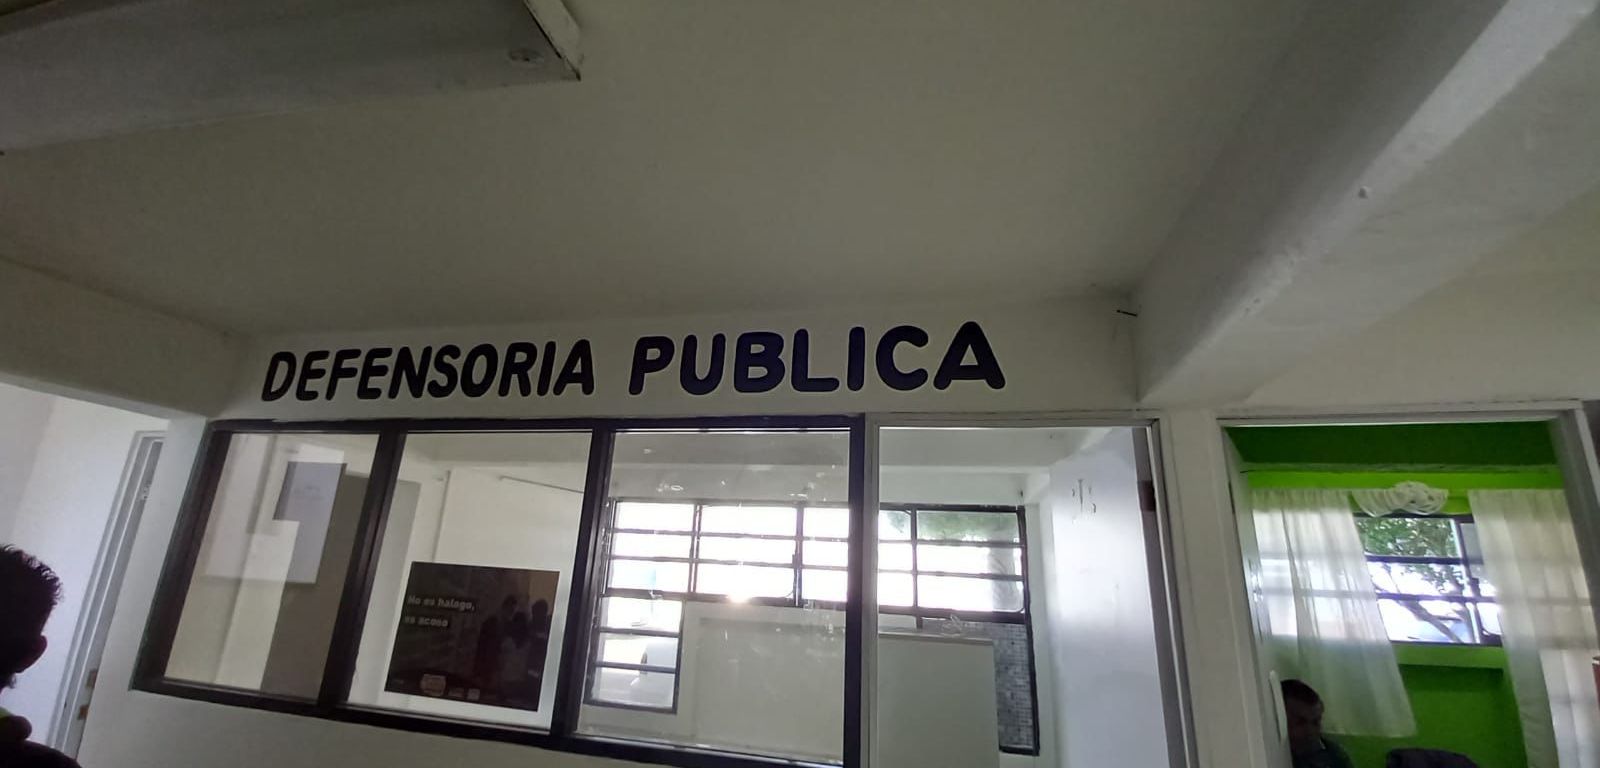 DEFENSORIA PUBLICA
No es halago,
es acoso